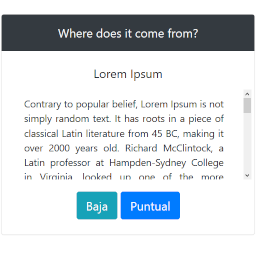 Where does it come from?
Lorem Ipsum
Contrary to popular belief, Lorem Ipsum is not
simply random text. It has roots in a piece of
classical Latin literature from 45 BC, making it
over 2000 years old. Richard McClintock, a
Latin professor at Hampden-Sydney College
in Virginia, looked up one of the more
Baja
Puntual